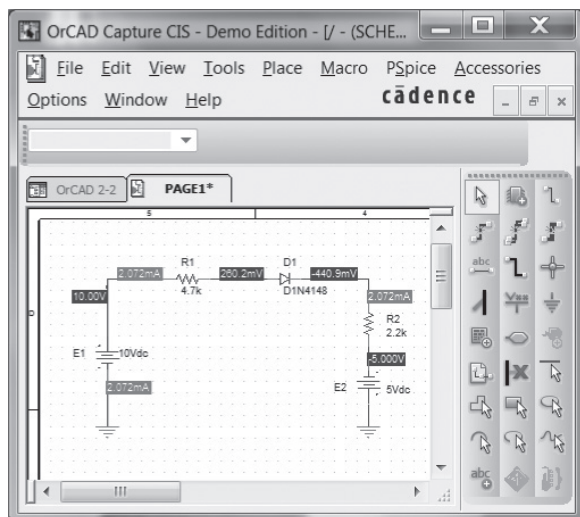 OrCAD Capture CIS - Demo Edition - [/ - (SCHE...
File Edit View Tools Place Macro PSpice Accessories
Options Window Help cādence
OrCAD 2-2 PAGE1*
5 4
R1 D1
2.072mA 260.2mV -440.9mV
4.7k D1N4148
10.00V 2.072mA
R2
2.2k
-5.000V
E1 10Vdc
2.072mA E2 5Vdc
abc
abc